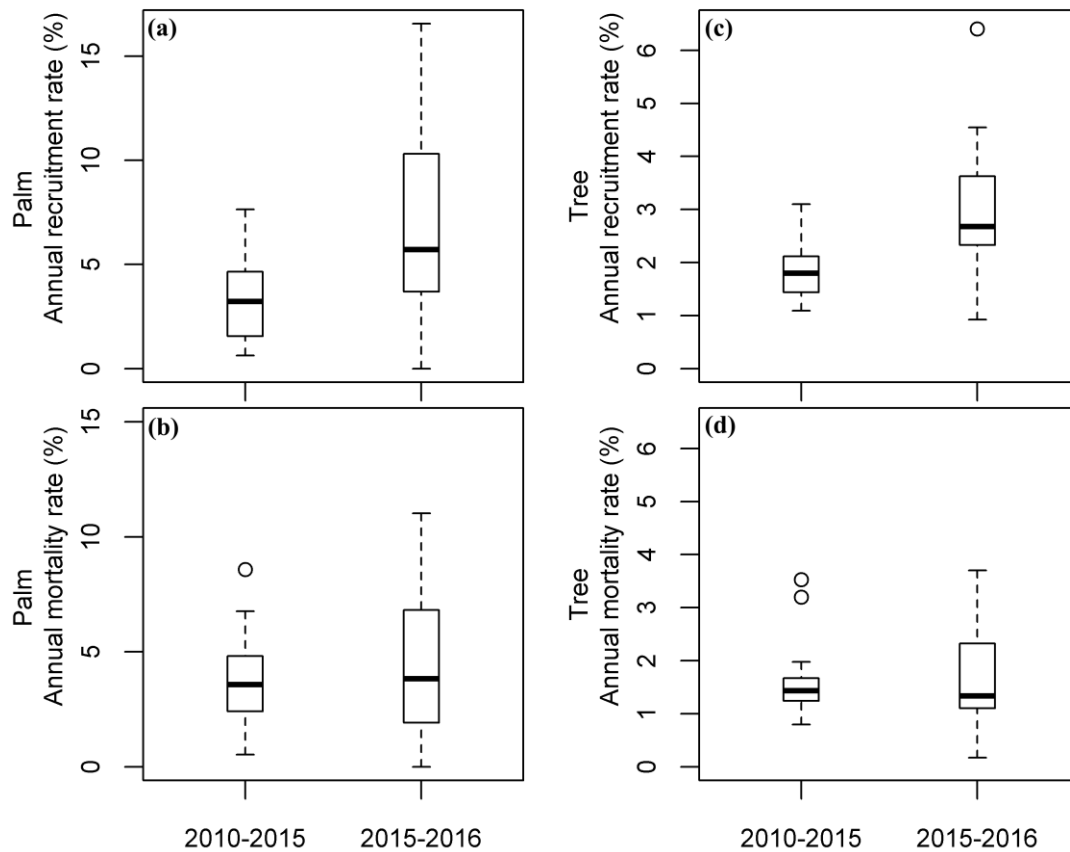 (a)
Palm
Annual recruitment rate (%)
15
10
5
0
(c)
Tree
Annual recruitment rate (%)
6
5
4
3
2
1
0
(b)
Palm
Annual mortality rate (%)
15
10
5
0
2010-2015 2015-2016
(d)
Tree
Annual mortality rate (%)
6
5
4
3
2
1
0
2010-2015 2015-2016